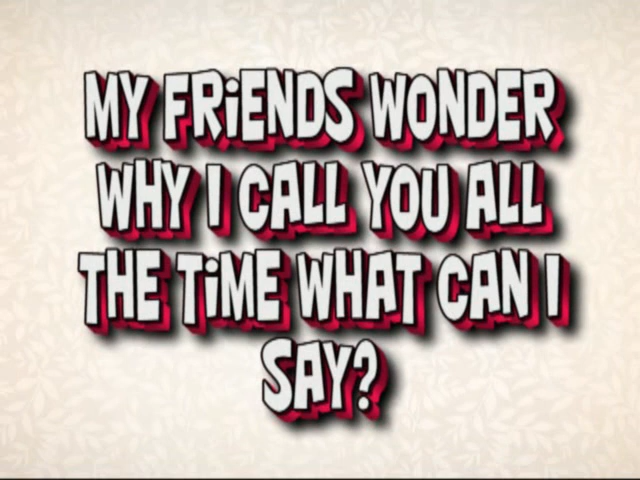 MY FRiENDS WONDER
WHY I CALL YOU ALL
THE TiME WHAT CAN I
SAY?